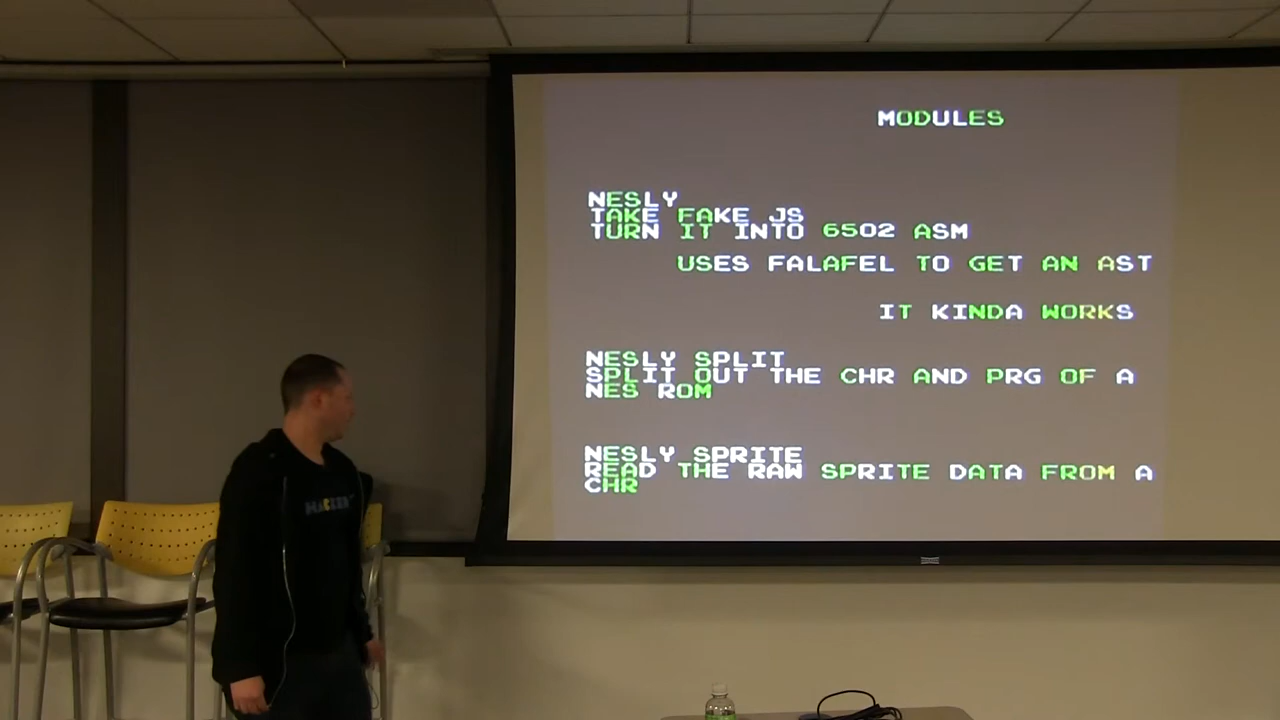 MODULES
NESLY
TAKE FAKE JS
TURN IT INTO 6502 ASM
USES FALAFEL TO GET AN AST
IT KINDA WORKS
NESLY SPLIT
SPLIT OUT THE CHR AND PRG OF A
NES ROM
NESLY SPRITE
READ THE RAW SPRITE DATA FROM A
CHR